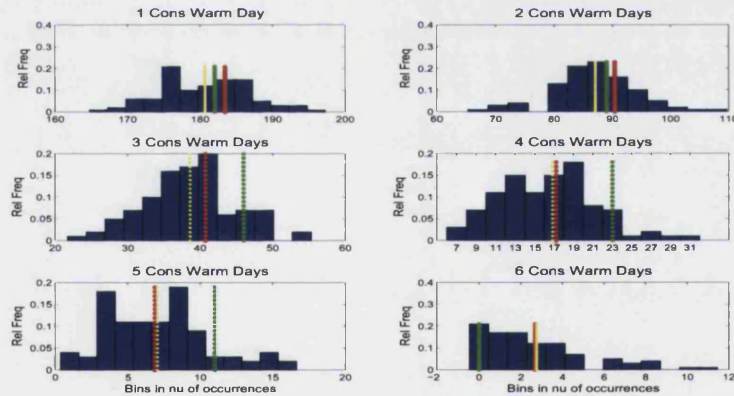 1 Cons Warm Day
Rel Freq
0.4
0.2
0
160 170 180 190 200
2 Cons Warm Days
Rel Freq
0.4
0.2
0
60 70 80 90 100 110
3 Cons Warm Days
Rel Freq
0.2
0.15
0.1
0.05
0
20 30 40 50 60
4 Cons Warm Days
Rel Freq
0.2
0.15
0.1
0.05
0
7 9 11 13 15 17 19 21 23 25 27 29 31
5 Cons Warm Days
Rel Freq
0.2
0.15
0.1
0.05
0
0 5 10 15 20
Bins in nu of occurrences
6 Cons Warm Days
Rel Freq
0.4
0.2
0
-2 0 2 4 6 8 10 12
Bins in nu of occurrences